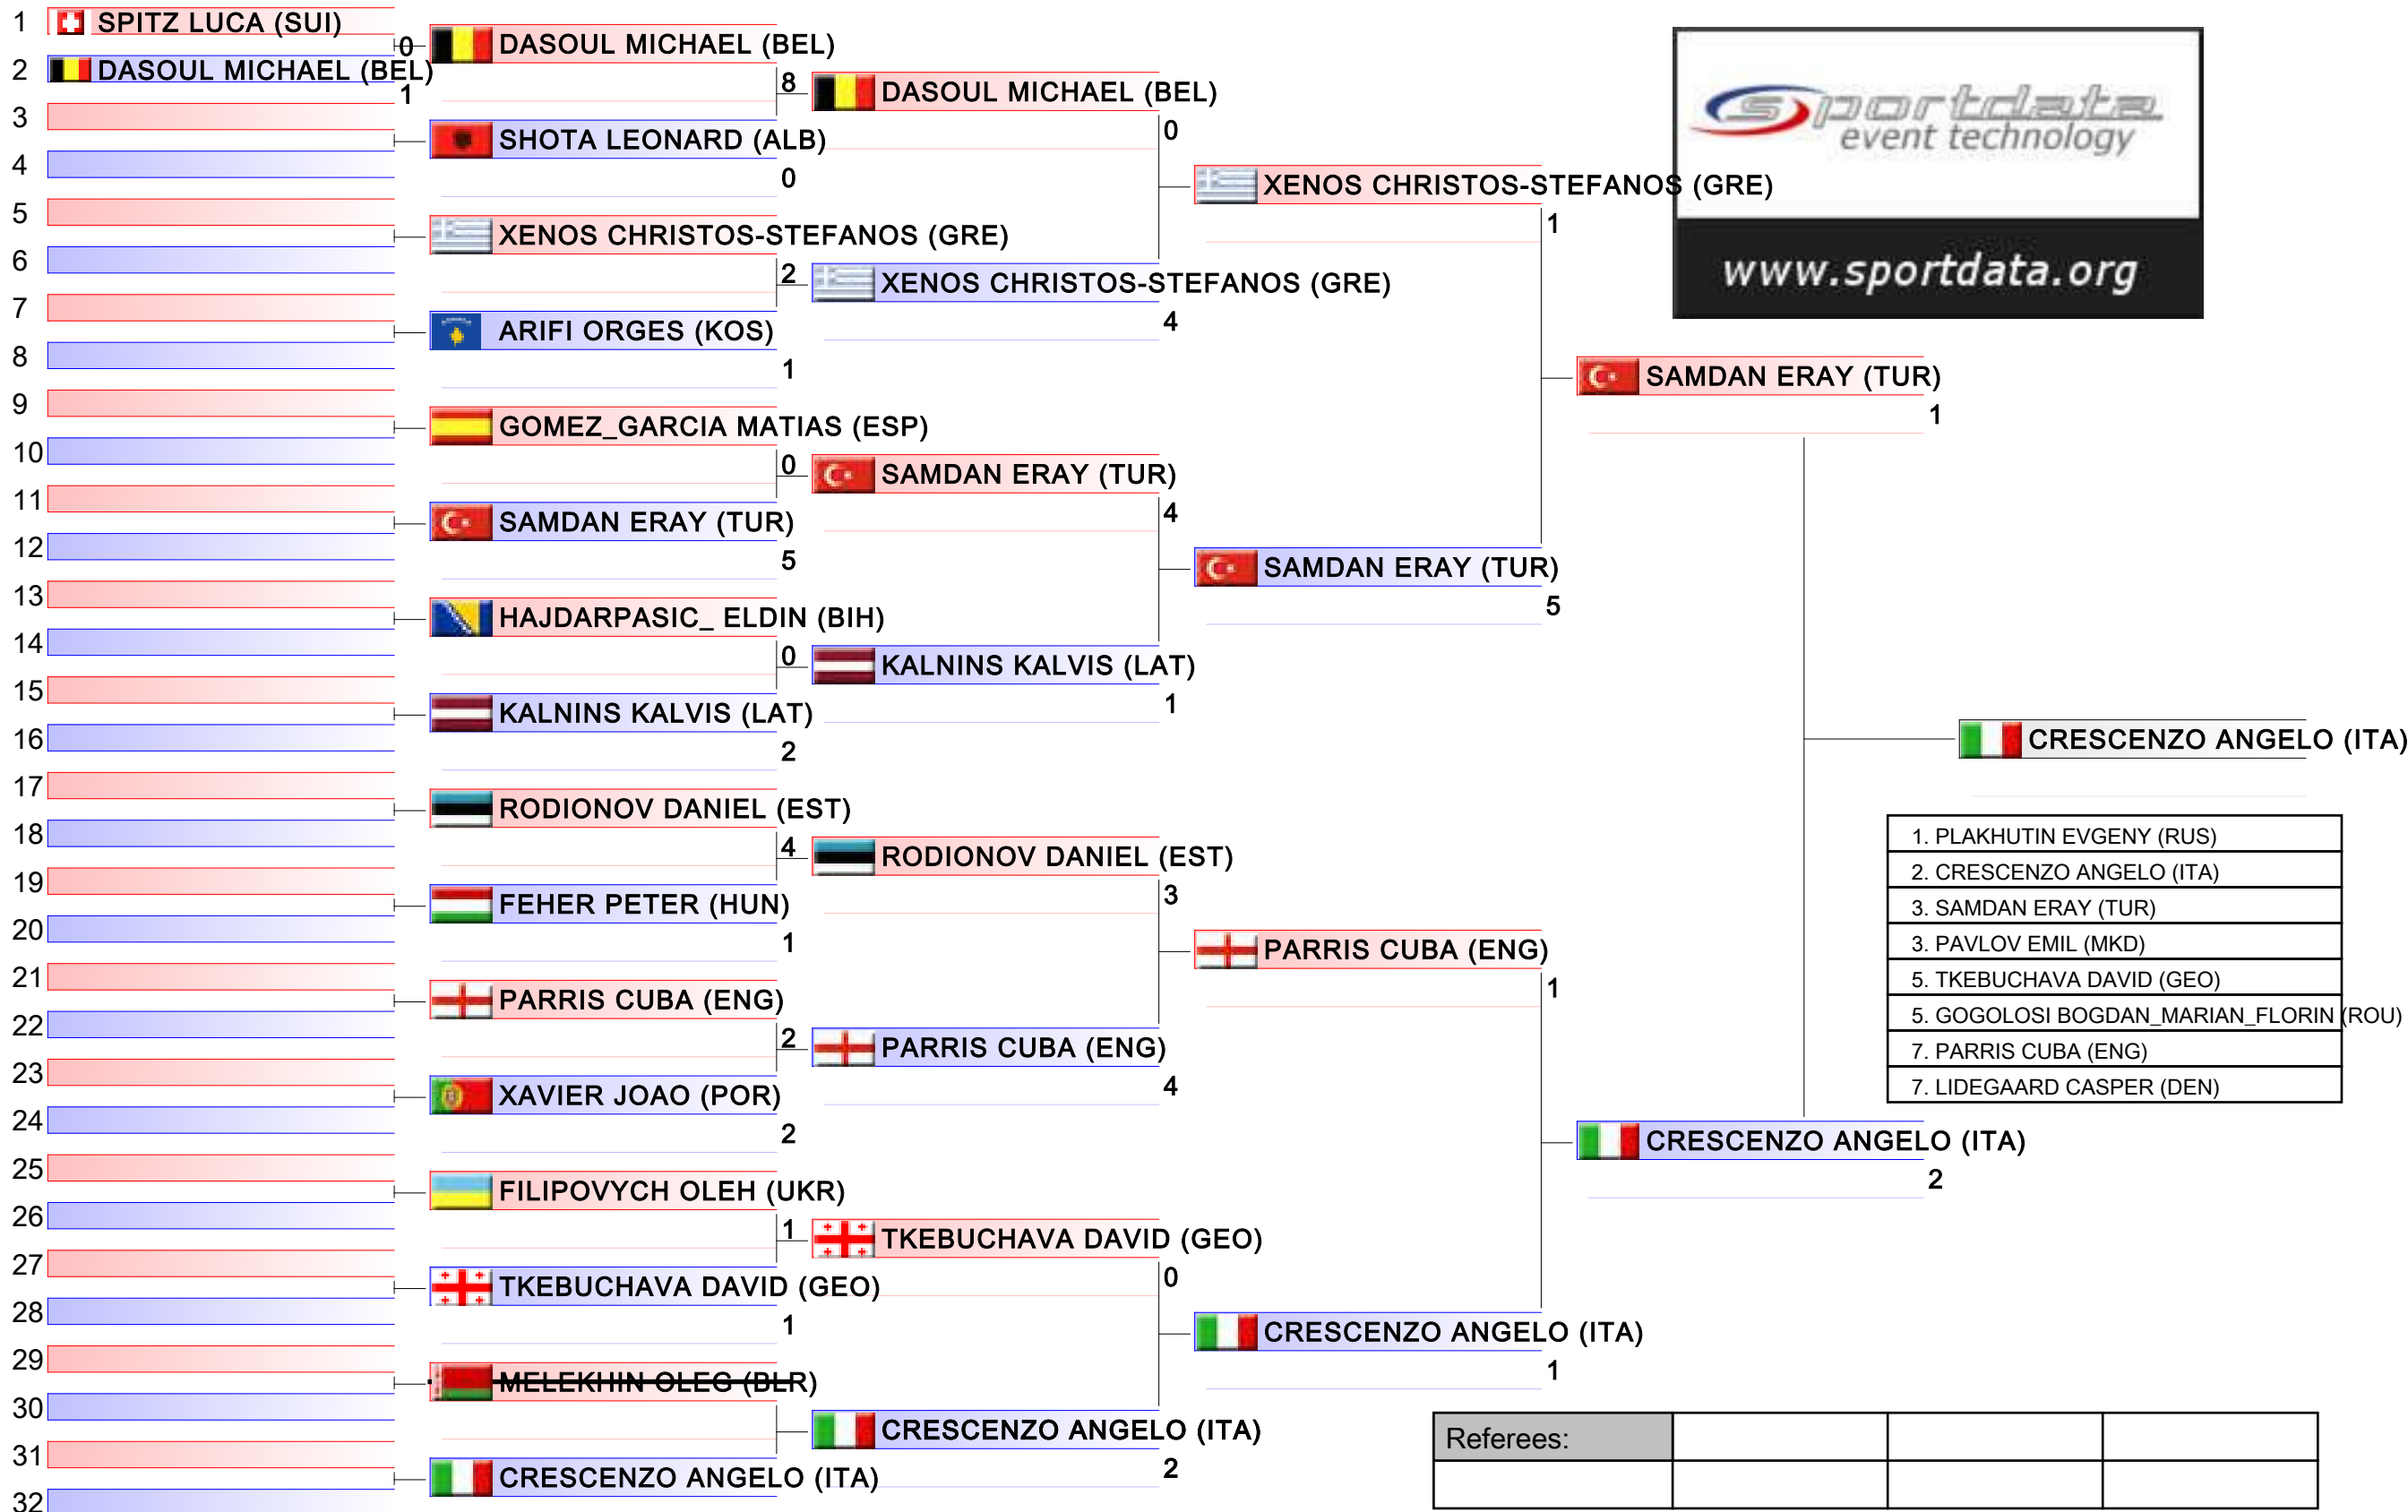 1 SPITZ LUCA (SUI)
0
DASOUL MICHAEL (BEL)
2 DASOUL MICHAEL (BEL)
1
8
DASOUL MICHAEL (BEL)
0
3
SHOTA LEONARD (ALB)
0
4
XENOS CHRISTOS-STEFANOS (GRE)
1
5
XENOS CHRISTOS-STEFANOS (GRE)
2
6
XENOS CHRISTOS-STEFANOS (GRE)
4
7
ARIFI ORGES (KOS)
1
8
SAMDAN ERAY (TUR)
1
9
GOMEZ_GARCIA MATIAS (ESP)
0
10
SAMDAN ERAY (TUR)
4
11
SAMDAN ERAY (TUR)
5
12
SAMDAN ERAY (TUR)
5
13
HAJDARPASIC_ ELDIN (BIH)
0
14
KALNINS KALVIS (LAT)
1
15
KALNINS KALVIS (LAT)
2
16
CRESCENZO ANGELO (ITA)
17
RODIONOV DANIEL (EST)
4
18
RODIONOV DANIEL (EST)
3
19
FEHER PETER (HUN)
1
20
PARRIS CUBA (ENG)
1
21
PARRIS CUBA (ENG)
2
22
PARRIS CUBA (ENG)
4
23
XAVIER JOAO (POR)
2
24
CRESCENZO ANGELO (ITA)
2
25
FILIPOVYCH OLEH (UKR)
1
26
TKEBUCHAVA DAVID (GEO)
0
27
TKEBUCHAVA DAVID (GEO)
1
28
CRESCENZO ANGELO (ITA)
1
29
MELEKHIN OLEG (BLR)
30
CRESCENZO ANGELO (ITA)
2
31
CRESCENZO ANGELO (ITA)
32
sportdata
event technology
www.sportdata.org
1. PLAKHUTIN EVGENY (RUS)
2. CRESCENZO ANGELO (ITA)
3. SAMDAN ERAY (TUR)
3. PAVLOV EMIL (MKD)
5. TKEBUCHAVA DAVID (GEO)
5. GOGOLOSI BOGDAN_MARIAN_FLORIN (ROU)
7. PARRIS CUBA (ENG)
7. LIDEGAARD CASPER (DEN)
Referees: